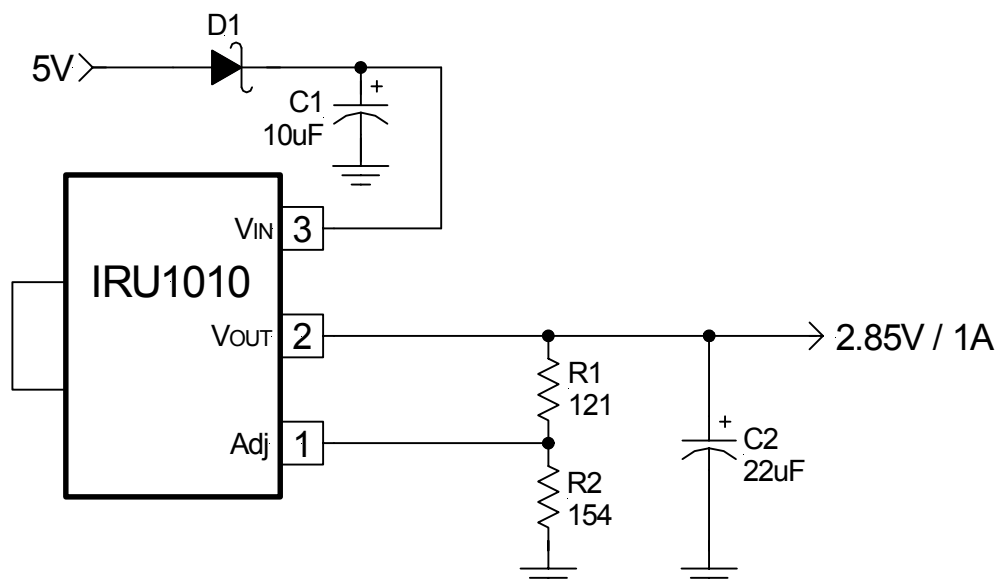 D1
5V
+
C1
10uF
VIN
3
IRU1010
VOUT
2
2.85V / 1A
R1
121
Adj
1
+
C2
22uF
R2
154